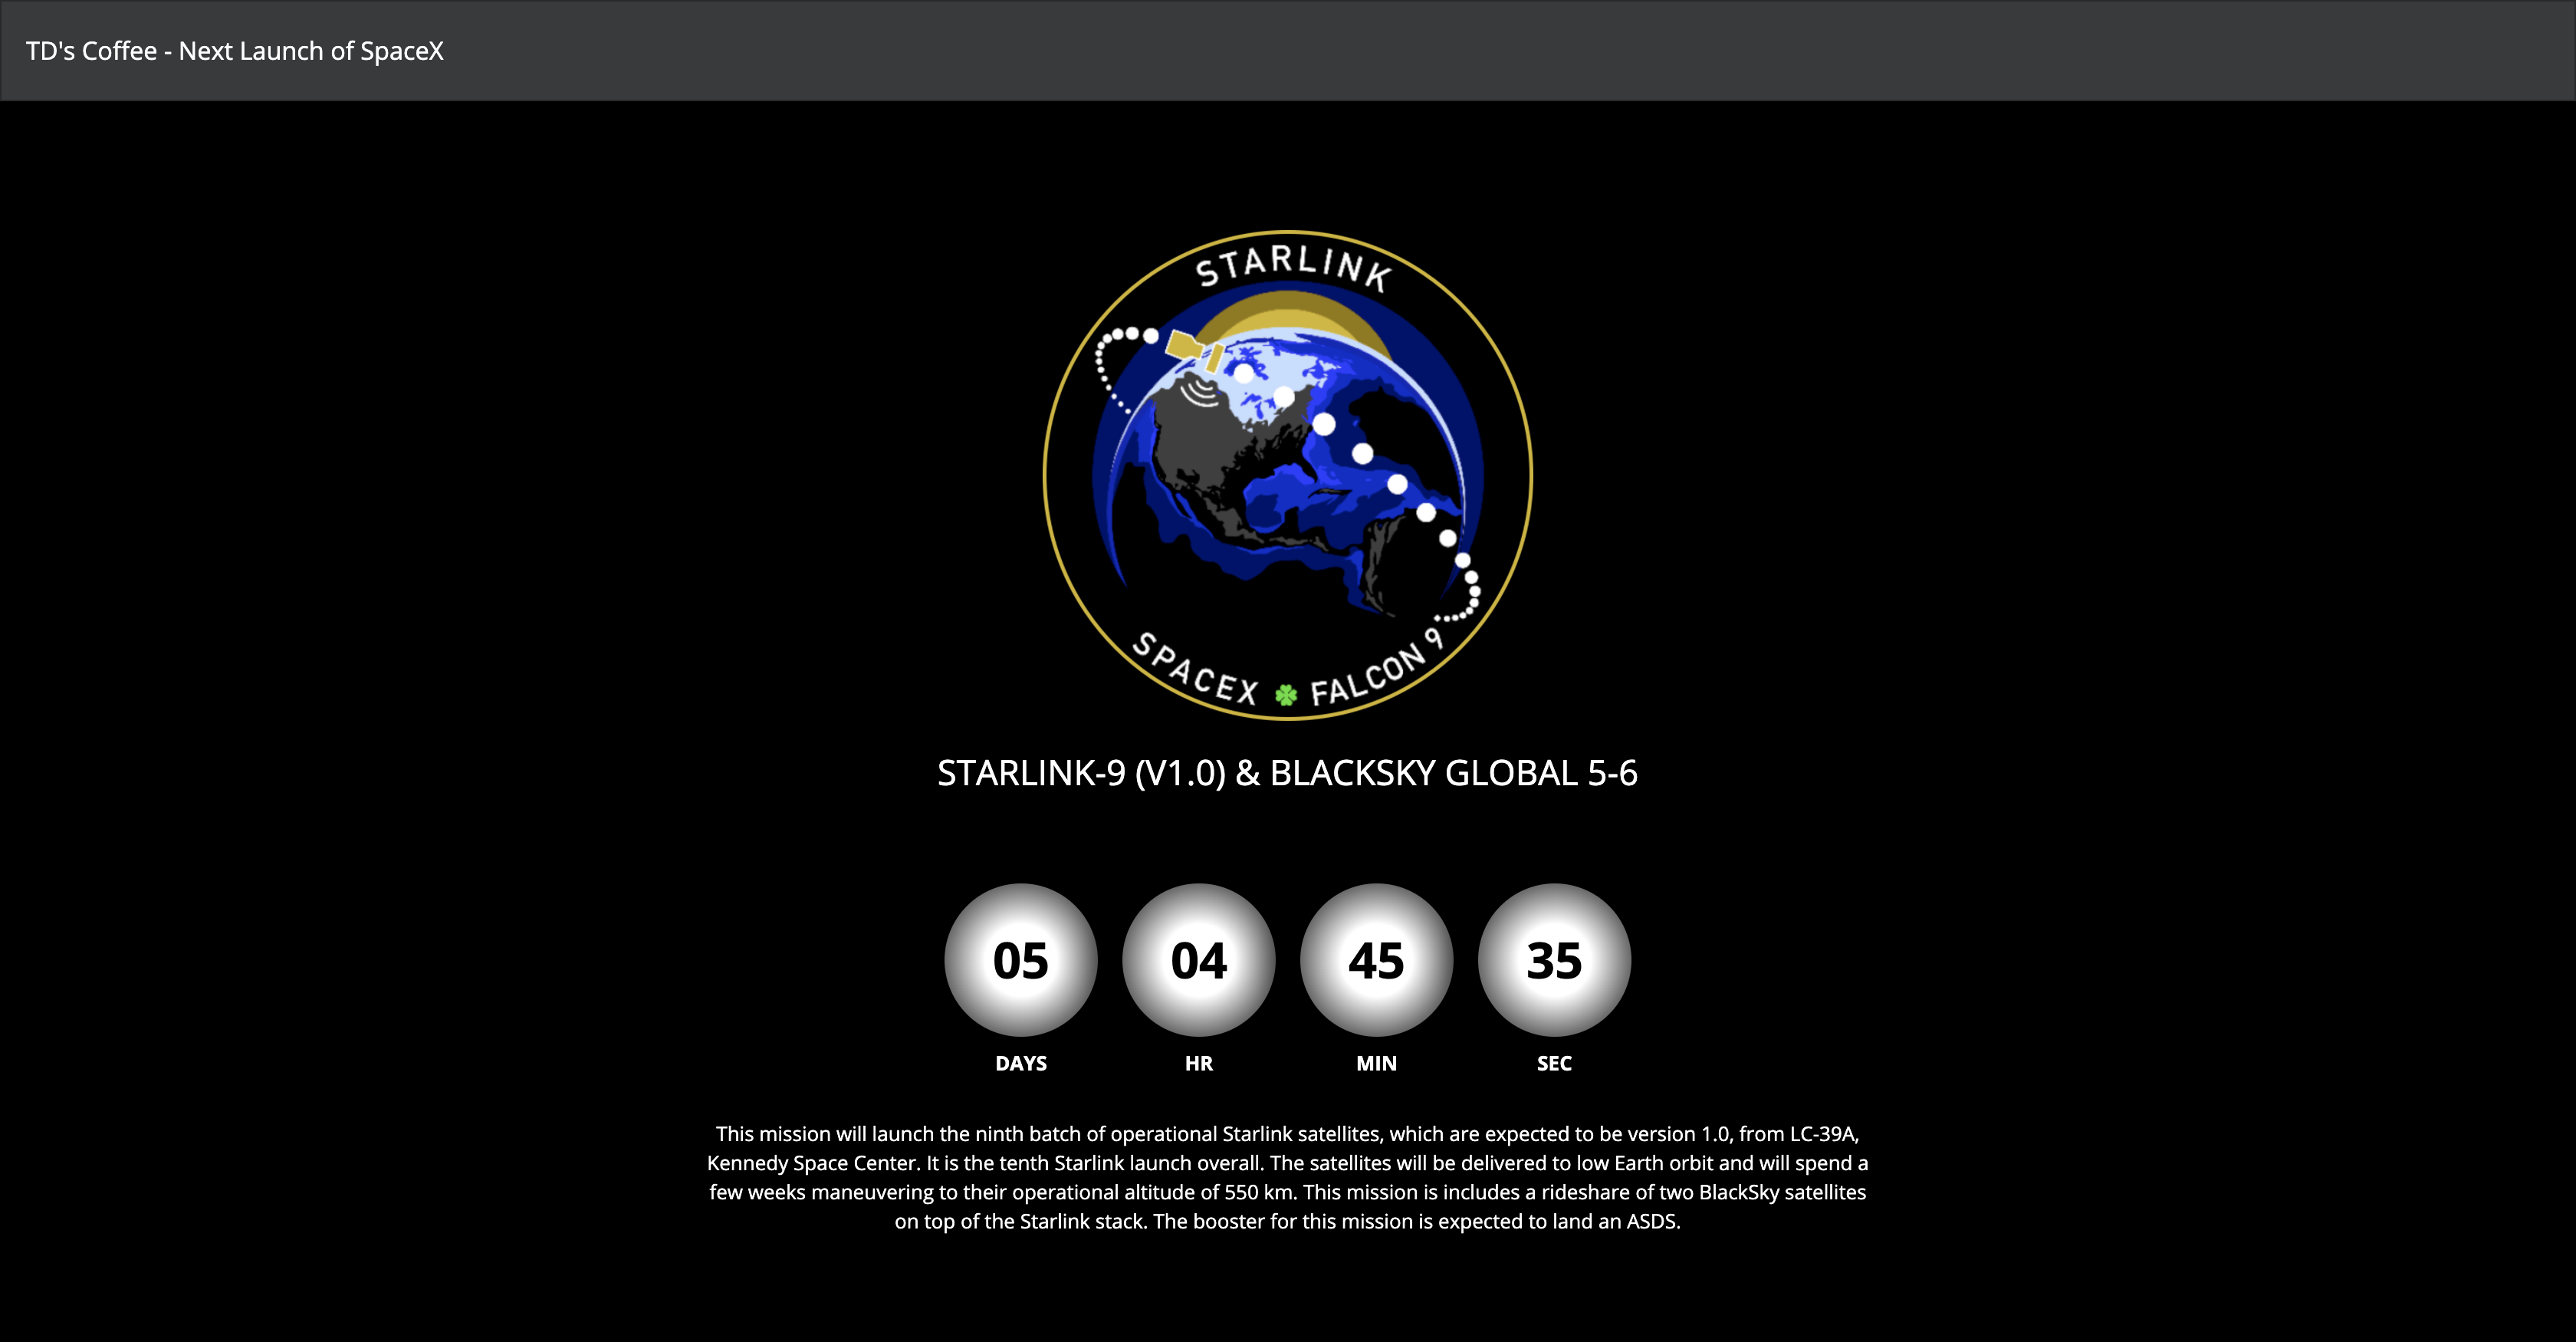 TD's Coffee - Next Launch of SpaceX
STARLINK
SPACEX FALCON 9
STARLINK-9 (V1.0) & BLACKSKY GLOBAL 5-6
05 04 45 35
DAYS HR MIN SEC
This mission will launch the ninth batch of operational Starlink satellites, which are expected to be version 1.0, from LC-39A,
Kennedy Space Center. It is the tenth Starlink launch overall. The satellites will be delivered to low Earth orbit and will spend a
few weeks maneuvering to their operational altitude of 550 km. This mission is includes a rideshare of two BlackSky satellites
on top of the Starlink stack. The booster for this mission is expected to land an ASDS.